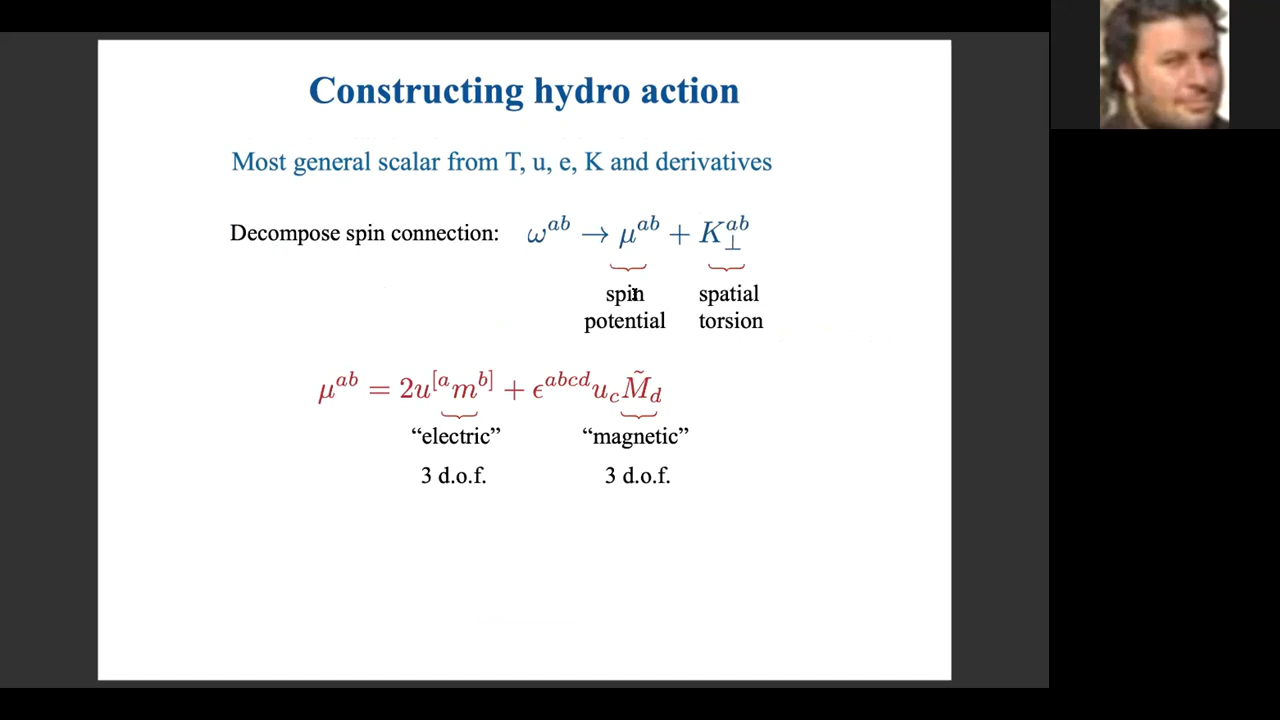 Constructing hydro action
Most general scalar from T, u, e, K and derivatives
Decompose spin connection: ω^{ab} → μ^{ab} + K_⊥^{ab}
spin potential
spatial torsion
μ^{ab} = 2u^{[a}m^{b]} + ϵ^{abcd}u_c M̃_d
“electric” “magnetic”
3 d.o.f. 3 d.o.f.